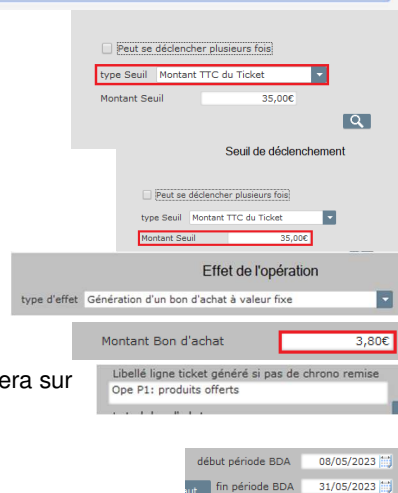 Peut se déclencher plusieurs fois
type Seuil Montant TTC du Ticket
Montant Seuil 35,00€
Seuil de déclenchement
Peut se déclencher plusieurs fois
type Seuil Montant TTC du Ticket
Montant Seuil 35,00€
Effet de l'opération
type d'effet Génération d'un bon d'achat à valeur fixe
Montant Bon d'achat 3,80€
era sur
Libellé ligne ticket généré si pas de chrono remise
Ope P1: produits offerts
début période BDA 08/05/2023
fin période BDA 31/05/2023